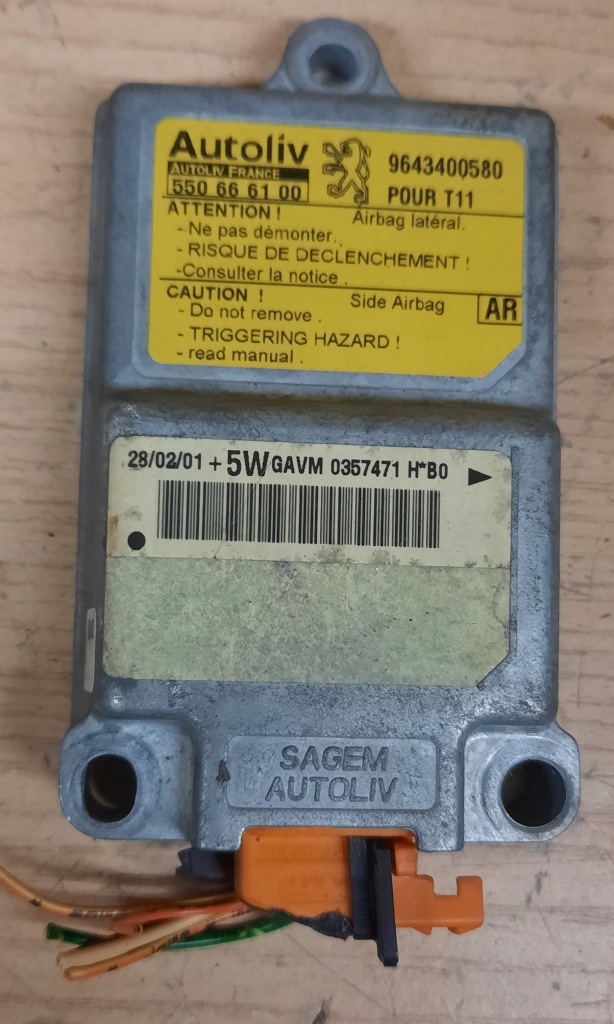 Autoliv
AUTOLIV FRANCE
550 66 61 00
9643400580
POUR T11
ATTENTION ! Airbag latéral.
- Ne pas démonter.
- RISQUE DE DECLENCHEMENT !
-Consulter la notice .
CAUTION ! Side Airbag AR
- Do not remove .
- TRIGGERING HAZARD !
- read manual .
28/02/01 + 5W GAVM 0357471 H*B0
SAGEM
AUTOLIV